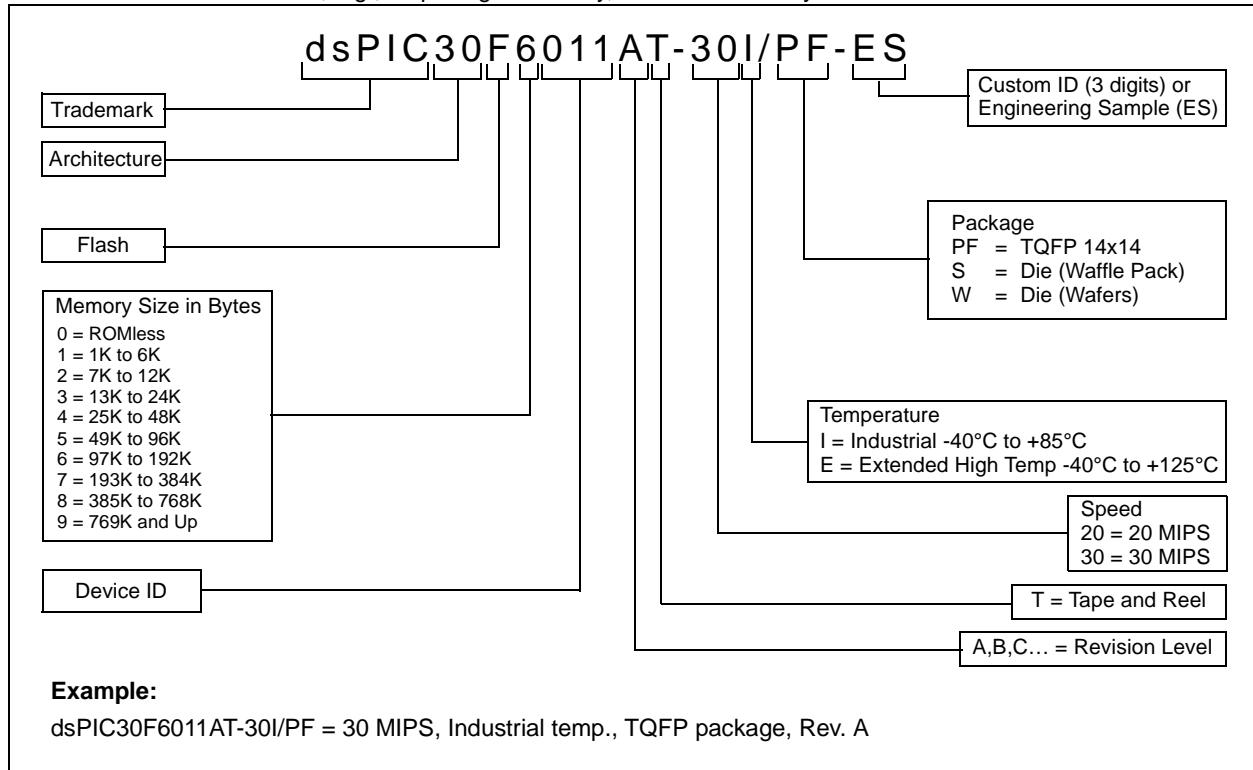 dsPIC30F6011AT-30I/PF-ES
Trademark
Architecture
Flash
Memory Size in Bytes
0 = ROMless
1 = 1K to 6K
2 = 7K to 12K
3 = 13K to 24K
4 = 25K to 48K
5 = 49K to 96K
6 = 97K to 192K
7 = 193K to 384K
8 = 385K to 768K
9 = 769K and Up
Device ID
Custom ID (3 digits) or
Engineering Sample (ES)
Package
PF = TQFP 14x14
S = Die (Waffle Pack)
W = Die (Wafers)
Temperature
I = Industrial -40°C to +85°C
E = Extended High Temp -40°C to +125°C
Speed
20 = 20 MIPS
30 = 30 MIPS
T = Tape and Reel
A,B,C… = Revision Level
Example:
dsPIC30F6011AT-30I/PF = 30 MIPS, Industrial temp., TQFP package, Rev. A